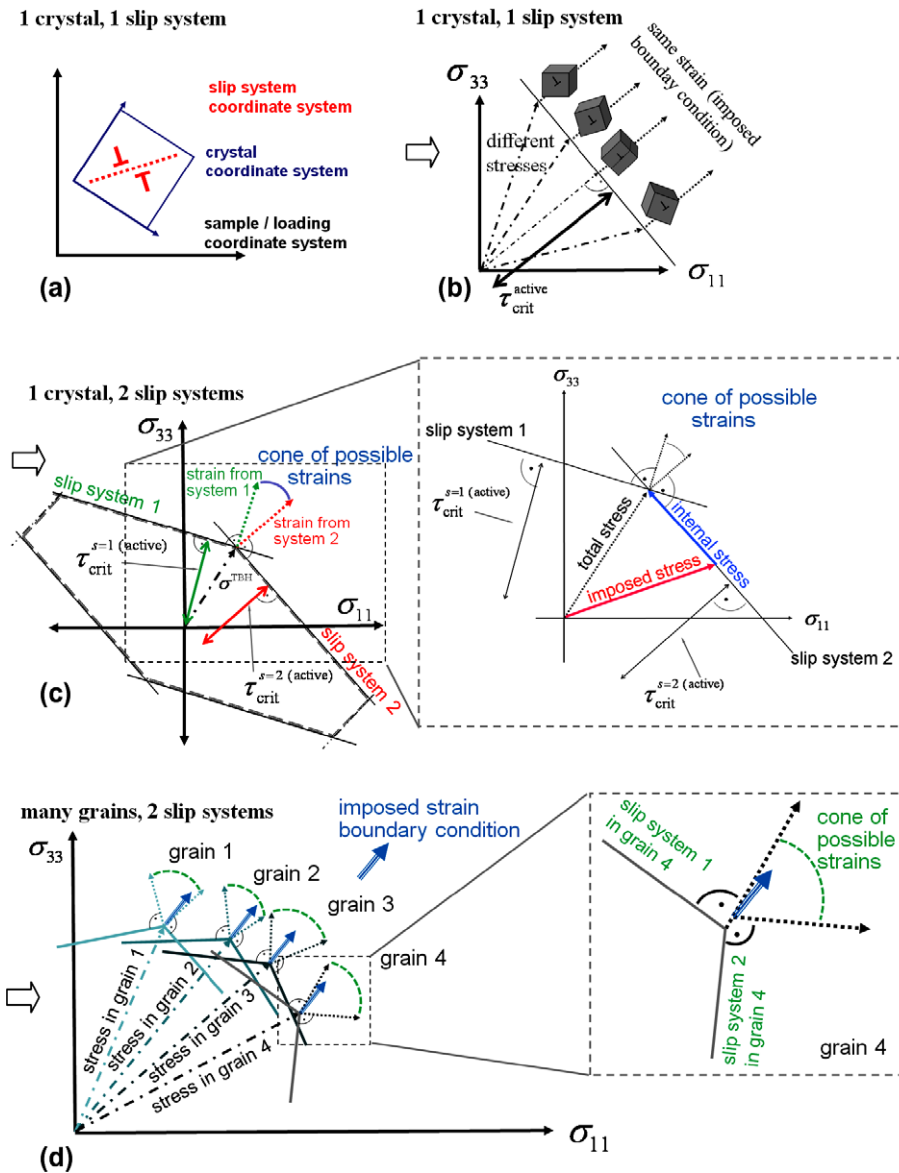 1 crystal, 1 slip system
slip system
coordinate system
crystal
coordinate system
sample / loading
coordinate system
(a)
1 crystal, 1 slip system
σ33
same strain (imposed
boundary condition)
different
stresses
σ11
τcrit active
(b)
1 crystal, 2 slip systems
σ33
cone of possible
strains
strain from
system 1
strain from
system 2
slip system 1
τcrit s=1 (active)
σTBH
σ11
τcrit s=2 (active)
slip system 2
(c)
σ33
cone of possible
strains
slip system 1
τcrit s=1 (active)
total stress
internal stress
imposed stress
σ11
slip system 2
τcrit s=2 (active)
many grains, 2 slip systems
imposed strain
boundary condition
σ33
grain 1
grain 2
grain 3
grain 4
stress in grain 1
stress in grain 2
stress in grain 3
stress in grain 4
σ11
(d)
slip system 1
in grain 4
cone of
possible
strains
slip system 2
in grain 4
grain 4